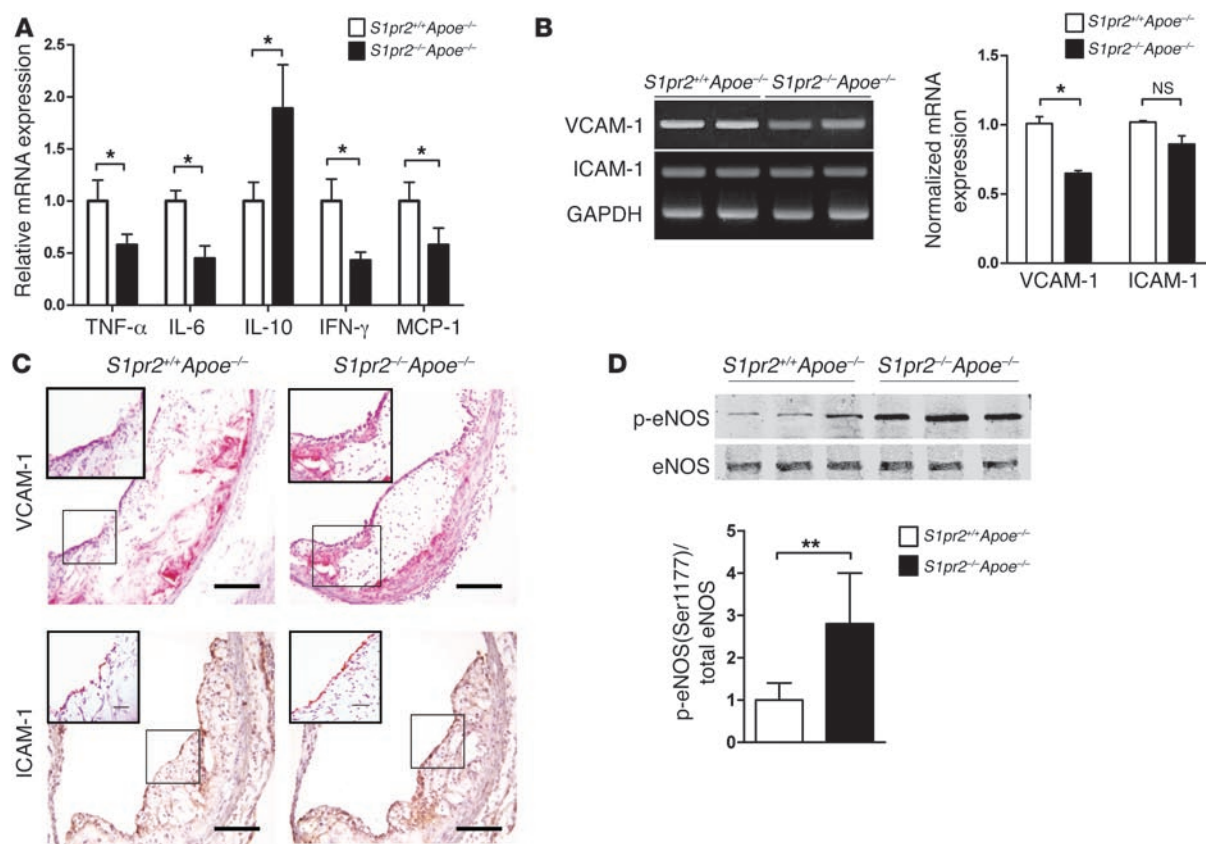 A
S1pr2+/+Apoe−/−
S1pr2−/−Apoe−/−
Relative mRNA expression
2.5
2.0
1.5
1.0
0.5
0.0
* * * * *
TNF-α IL-6 IL-10 IFN-γ MCP-1
B
S1pr2+/+Apoe−/− S1pr2−/−Apoe−/−
VCAM-1
ICAM-1
GAPDH
S1pr2+/+Apoe−/−
S1pr2−/−Apoe−/−
Normalized mRNA
expression
1.5
1.0
0.5
0.0
* NS
VCAM-1 ICAM-1
C
S1pr2+/+Apoe−/− S1pr2−/−Apoe−/−
VCAM-1
ICAM-1
D
S1pr2+/+Apoe−/− S1pr2−/−Apoe−/−
p-eNOS
eNOS
p-eNOS(Ser1177)/
total eNOS
5
4
3
2
1
0
**
S1pr2+/+Apoe−/−
S1pr2−/−Apoe−/−